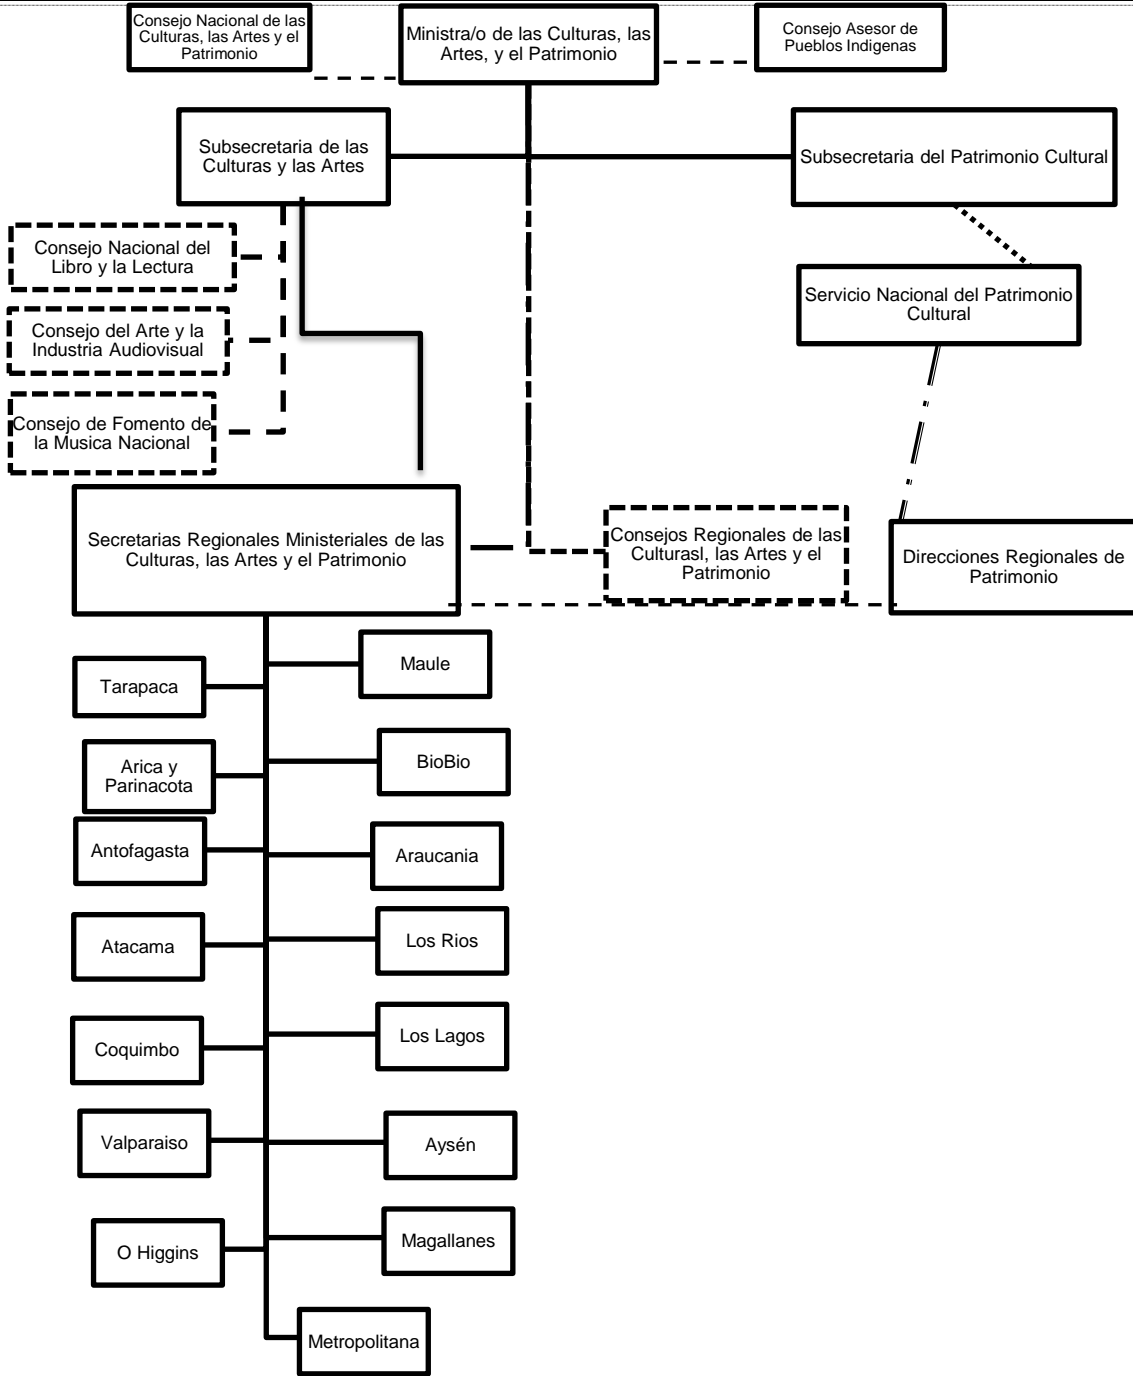 Consejo Nacional de las
Culturas, las Artes y el
Patrimonio
Ministra/o de las Culturas, las
Artes, y el Patrimonio
Consejo Asesor de
Pueblos Indigenas
Subsecretaria de las
Culturas y las Artes
Subsecretaria del Patrimonio Cultural
Consejo Nacional del
Libro y la Lectura
Servicio Nacional del Patrimonio
Cultural
Consejo del Arte y la
Industria Audiovisual
Consejo de Fomento de
la Musica Nacional
Secretarias Regionales Ministeriales de las
Culturas, las Artes y el Patrimonio
Consejos Regionales de las
Culturasl, las Artes y el
Patrimonio
Direcciones Regionales de
Patrimonio
Maule
Tarapaca
BioBio
Arica y
Parinacota
Antofagasta
Araucania
Los Rios
Atacama
Los Lagos
Coquimbo
Valparaiso
Aysén
Magallanes
O Higgins
Metropolitana